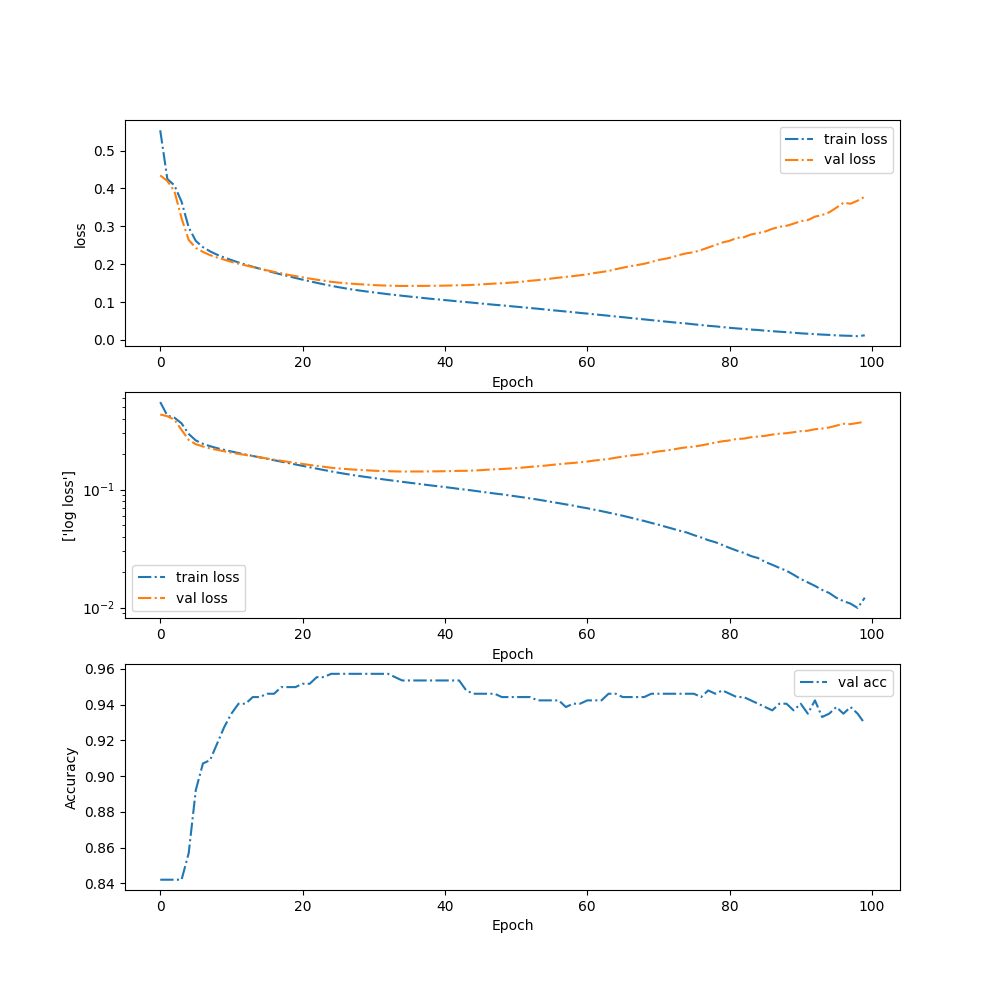 train loss
val loss
loss
0.5
0.4
0.3
0.2
0.1
0.0
0 20 40 60 80 100
Epoch
['log loss']
10⁻¹
10⁻²
train loss
val loss
0 20 40 60 80 100
Epoch
val acc
Accuracy
0.96
0.94
0.92
0.90
0.88
0.86
0.84
0 20 40 60 80 100
Epoch